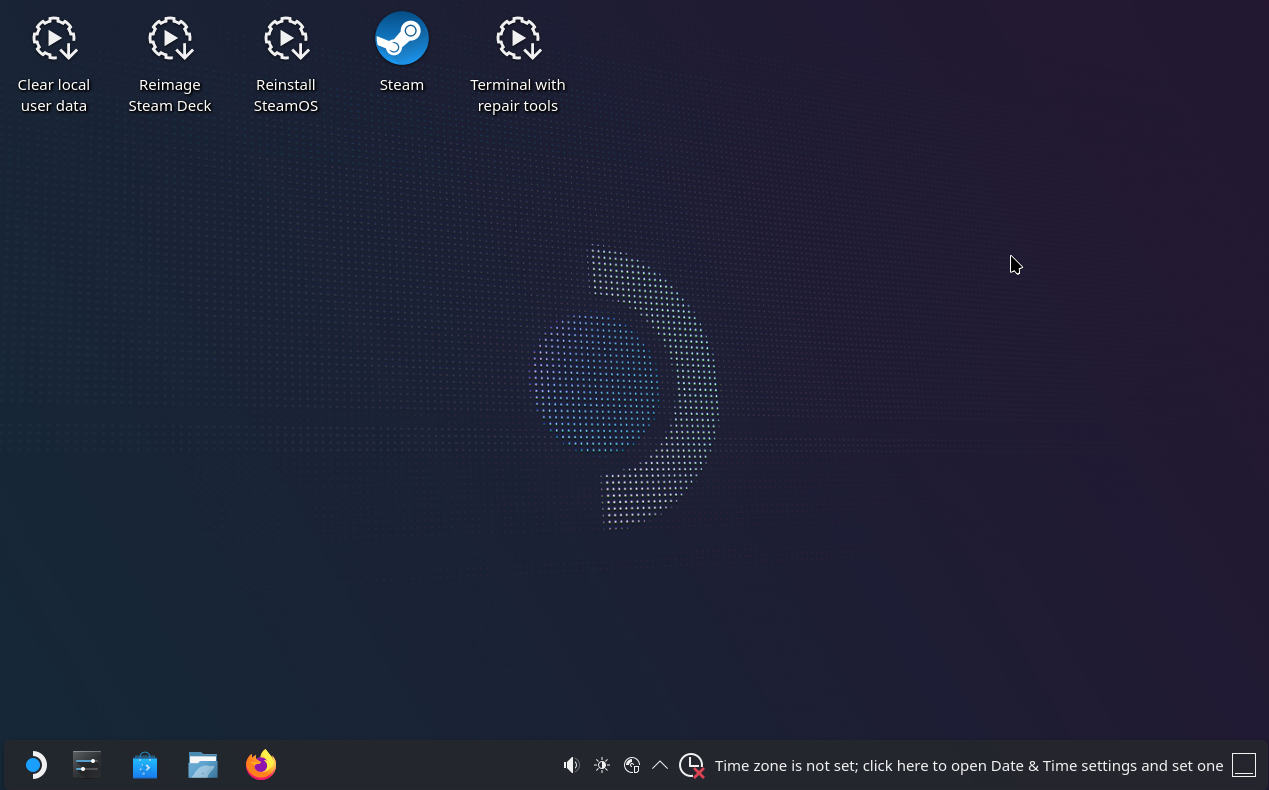 Clear local
user data
Reimage
Steam Deck
Reinstall
SteamOS
Steam
Terminal with
repair tools
Time zone is not set; click here to open Date & Time settings and set one